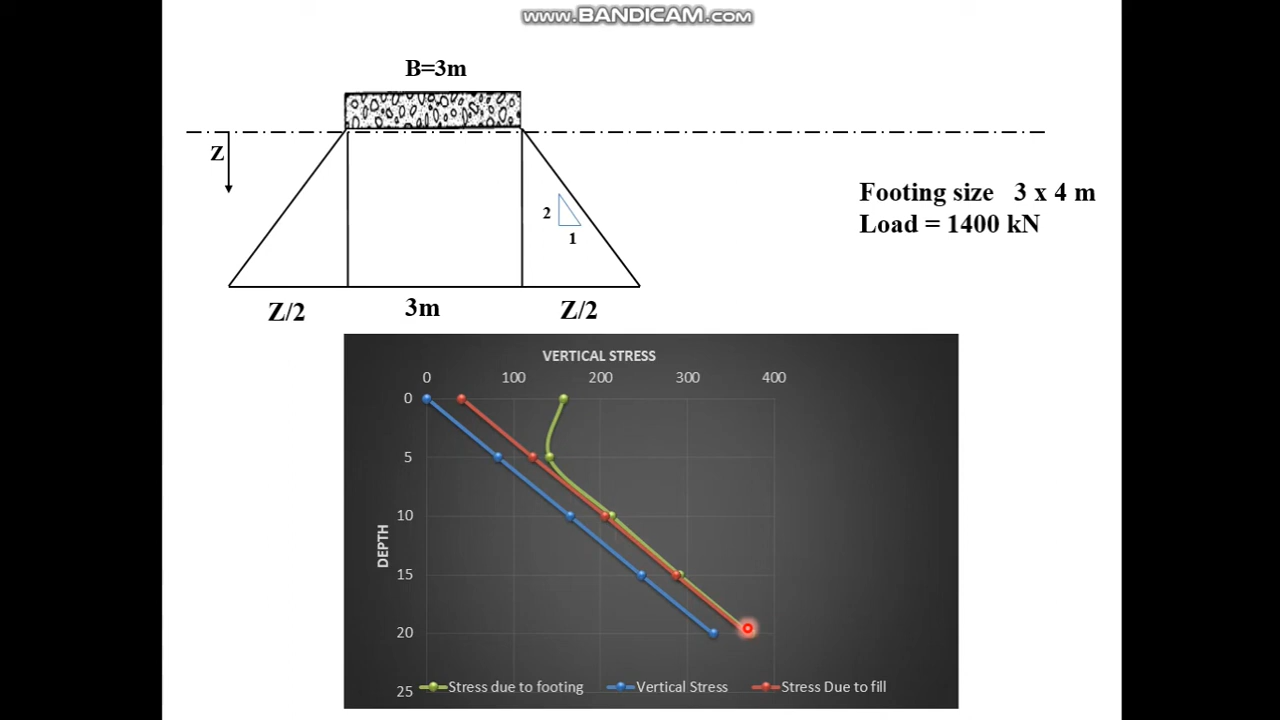 www.BANDICAM.com
B=3m
Z
Footing size 3 x 4 m
Load = 1400 kN
2
1
Z/2
3m
Z/2
VERTICAL STRESS
0 100 200 300 400
0
5
10
15
20
25
DEPTH
Stress due to footing Vertical Stress Stress Due to fill